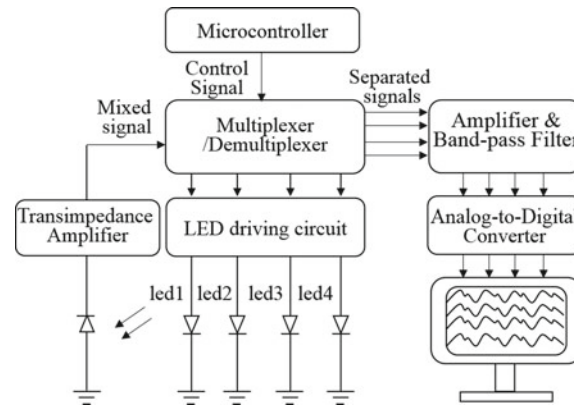 Microcontroller
Control
Signal
Separated
signals
Mixed
signal
Multiplexer
/Demultiplexer
Amplifier &
Band-pass Filter
Transimpedance
Amplifier
LED driving circuit
Analog-to-Digital
Converter
led1
led2
led3
led4